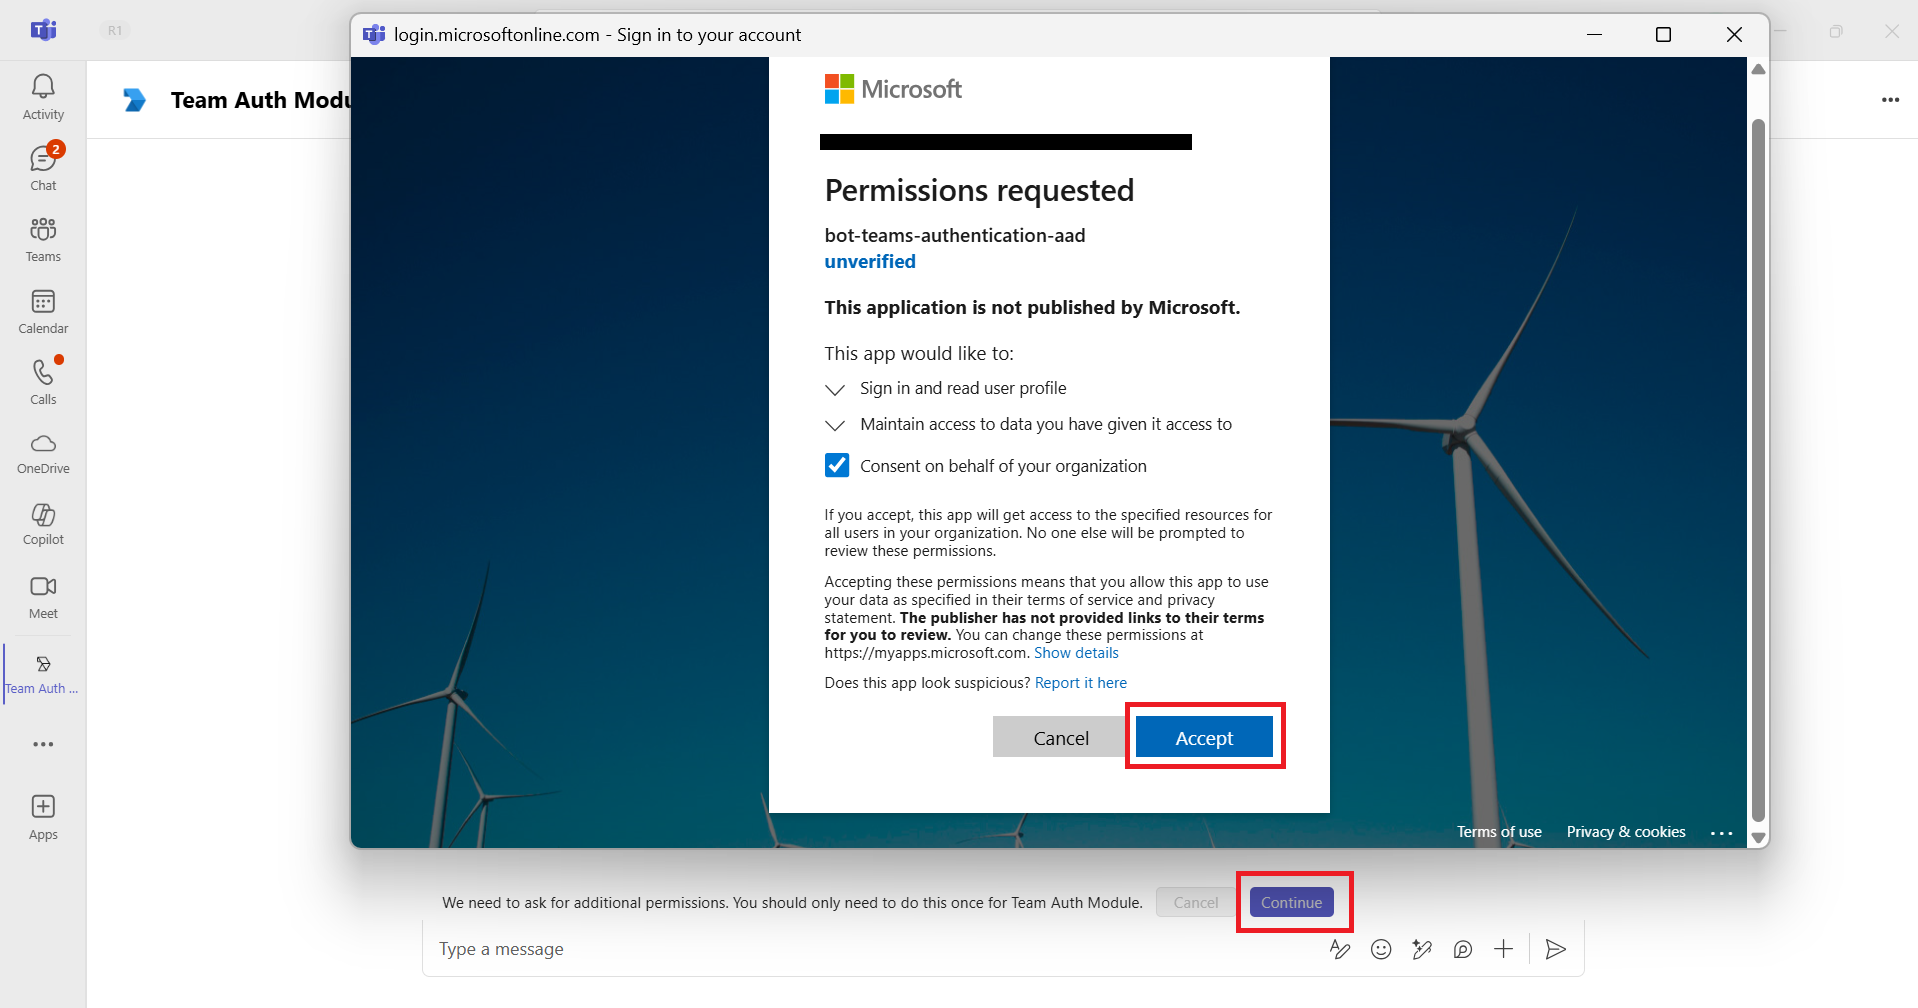 R1
login.microsoftonline.com - Sign in to your account
Activity
2
Chat
Teams
Calendar
Calls
OneDrive
Copilot
Meet
Team Auth ...
Apps
Team Auth Modu
Microsoft
Permissions requested
bot-teams-authentication-aad
unverified
This application is not published by Microsoft.
This app would like to:
Sign in and read user profile
Maintain access to data you have given it access to
Consent on behalf of your organization
If you accept, this app will get access to the specified resources for
all users in your organization. No one else will be prompted to
review these permissions.
Accepting these permissions means that you allow this app to use
your data as specified in their terms of service and privacy
statement. The publisher has not provided links to their terms
for you to review. You can change these permissions at
https://myapps.microsoft.com. Show details
Does this app look suspicious? Report it here
Cancel Accept
Terms of use Privacy & cookies ...
We need to ask for additional permissions. You should only need to do this once for Team Auth Module. Cancel Continue
Type a message